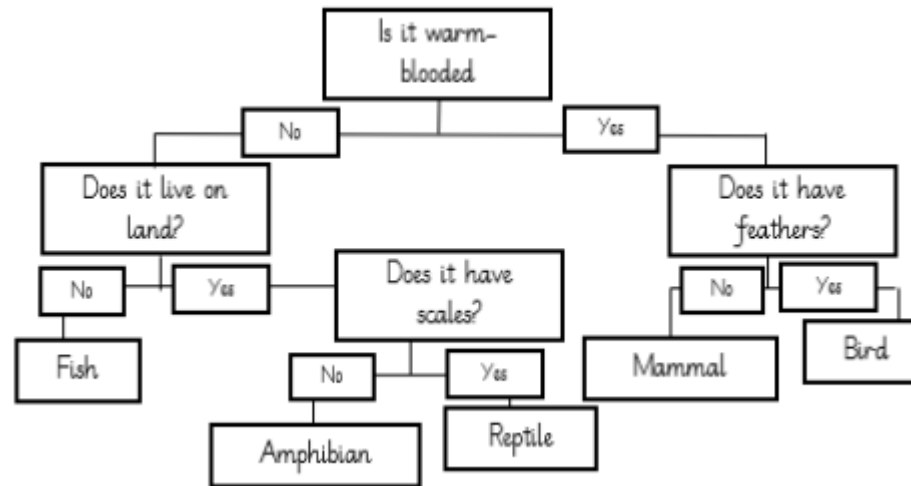 Is it warm-
blooded
No
Yes
Does it live on
land?
Does it have
feathers?
No
Yes
Does it have
scales?
No
Yes
Fish
Mammal
Bird
No
Yes
Amphibian
Reptile